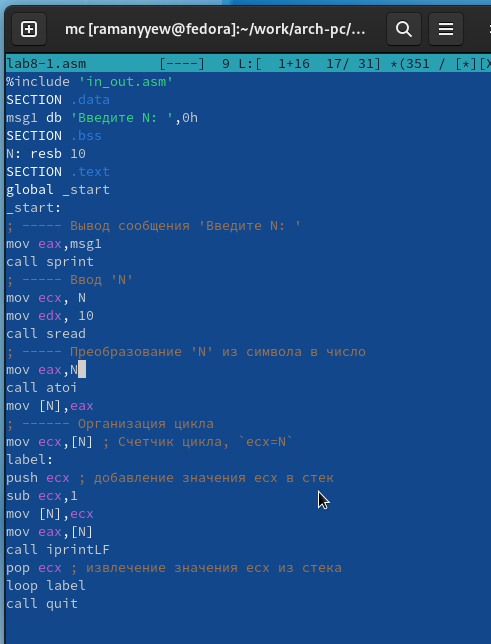 mc [ramanyyew@fedora]:~/work/arch-pc/...
lab8-1.asm [----] 9 L:[ 1+16 17/ 31] *(351 / [*][X
%include 'in_out.asm'
SECTION .data
msg1 db 'Введите N: ',0h
SECTION .bss
N: resb 10
SECTION .text
global _start
_start:
; ----- Вывод сообщения 'Введите N: '
mov eax,msg1
call sprint
; ----- Ввод 'N'
mov ecx, N
mov edx, 10
call sread
; ----- Преобразование 'N' из символа в число
mov eax,N
call atoi
mov [N],eax
; ------ Организация цикла
mov ecx,[N] ; Счетчик цикла, `ecx=N`
label:
push ecx ; добавление значения ecx в стек
sub ecx,1
mov [N],ecx
mov eax,[N]
call iprintLF
pop ecx ; извлечение значения ecx из стека
loop label
call quit